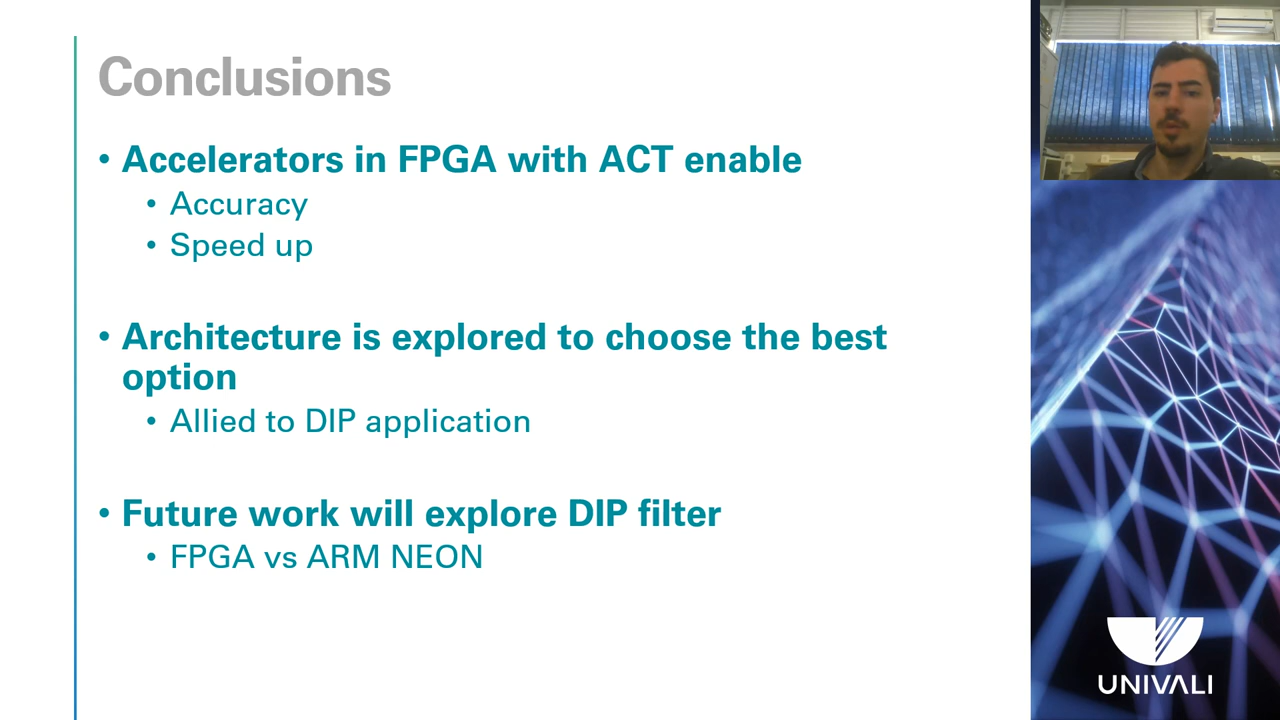 Conclusions
• Accelerators in FPGA with ACT enable
• Accuracy
• Speed up
• Architecture is explored to choose the best
option
• Allied to DIP application
• Future work will explore DIP filter
• FPGA vs ARM NEON
UNIVALI